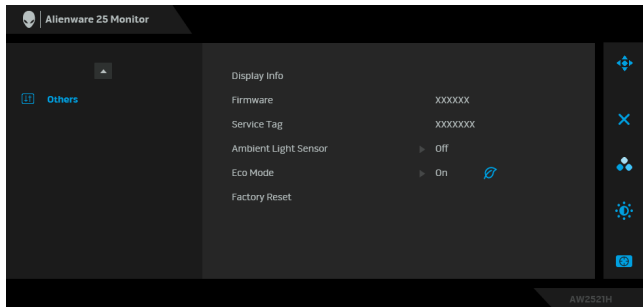 Alienware 25 Monitor
Others
Display Info
Firmware XXXXXX
Service Tag XXXXXXX
Ambient Light Sensor Off
Eco Mode On
Factory Reset
AW2521H